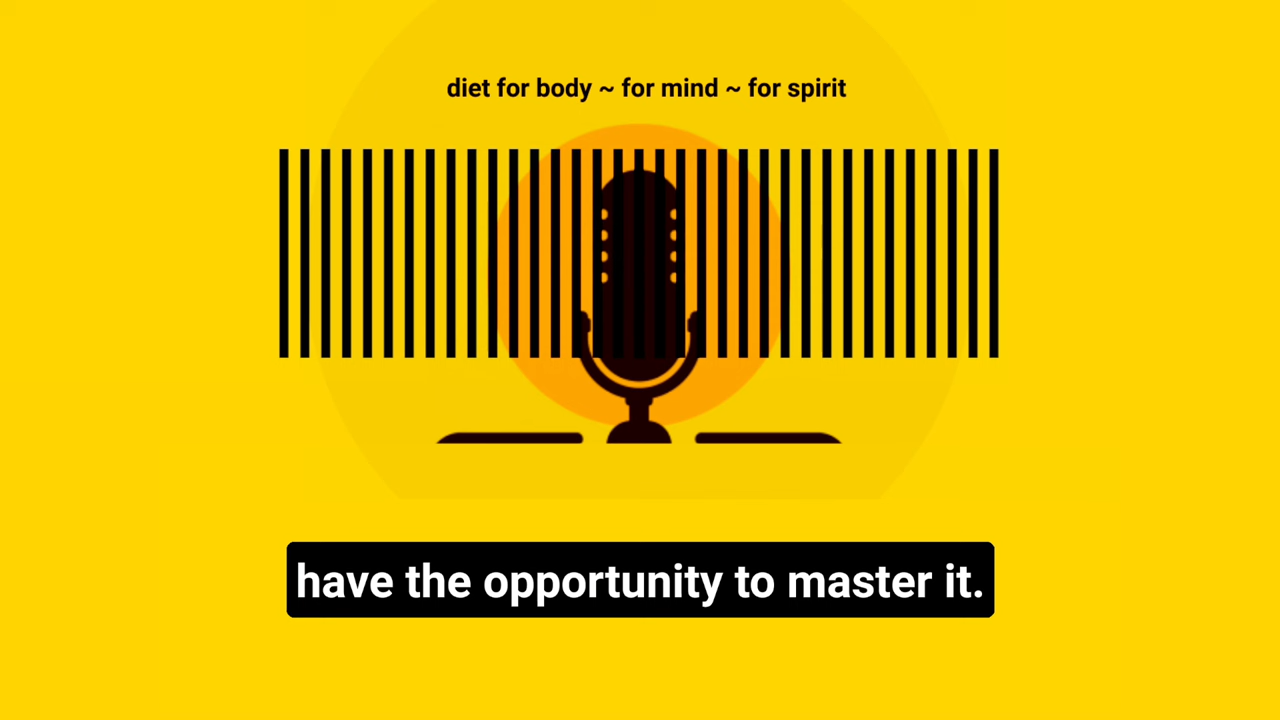 diet for body ~ for mind ~ for spirit
have the opportunity to master it.